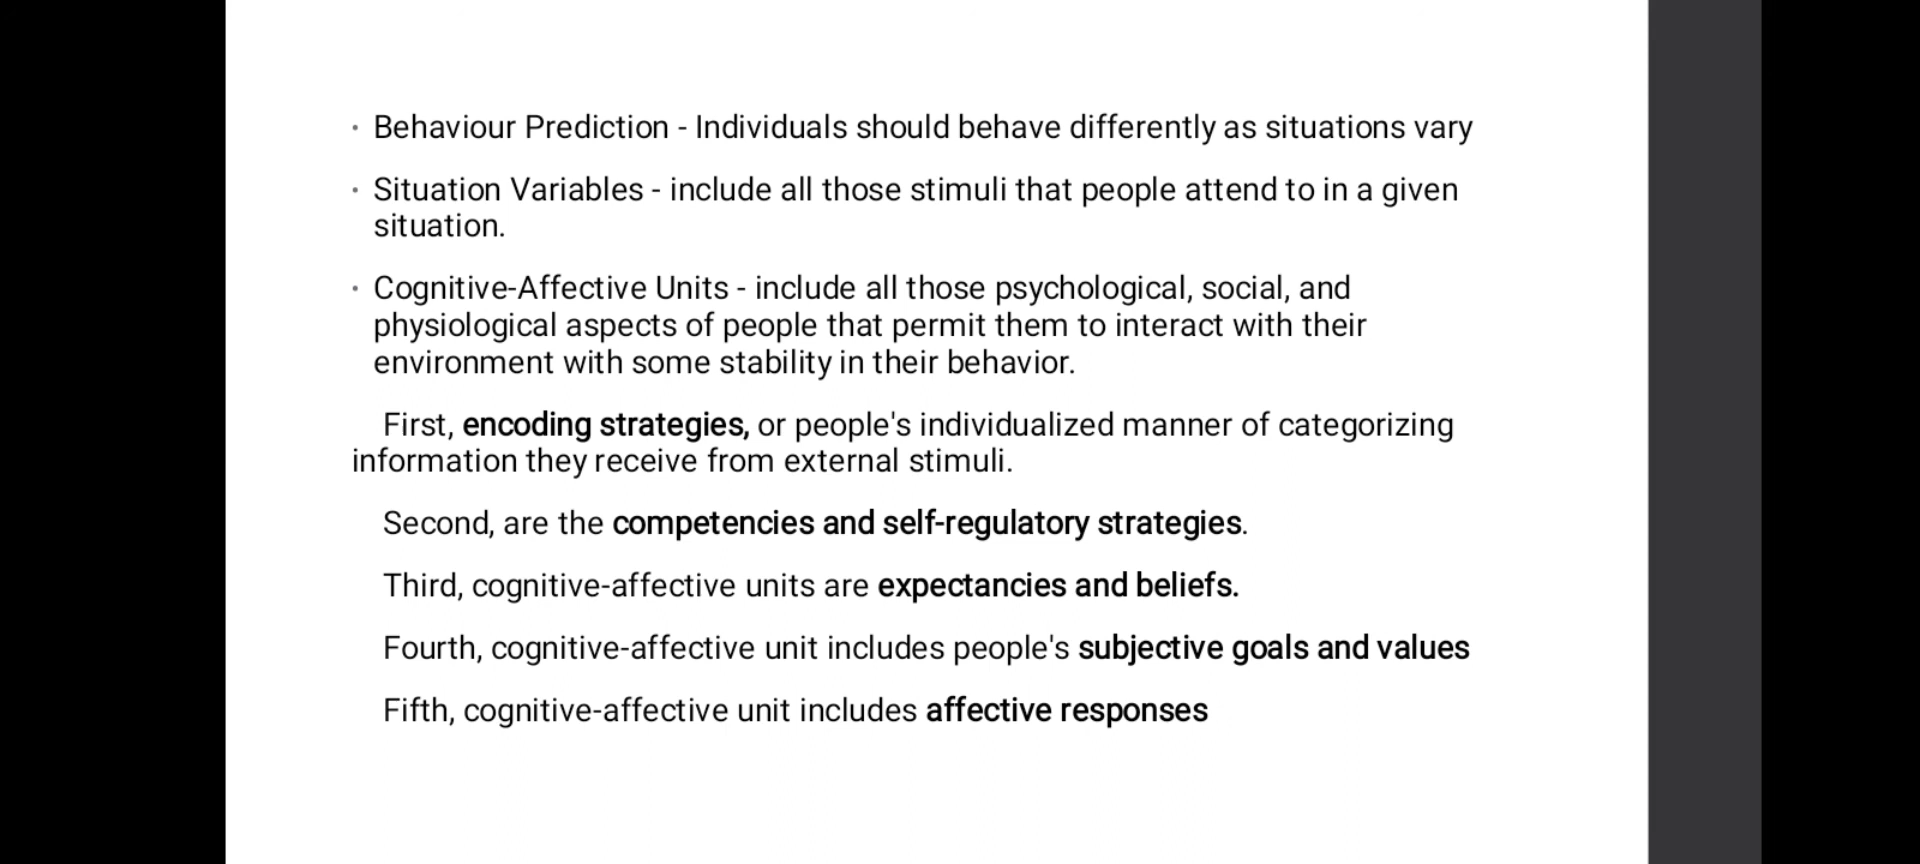 · Behaviour Prediction - Individuals should behave differently as situations vary
· Situation Variables - include all those stimuli that people attend to in a given
situation.
· Cognitive-Affective Units - include all those psychological, social, and
physiological aspects of people that permit them to interact with their
environment with some stability in their behavior.
First, encoding strategies, or people's individualized manner of categorizing
information they receive from external stimuli.
Second, are the competencies and self-regulatory strategies.
Third, cognitive-affective units are expectancies and beliefs.
Fourth, cognitive-affective unit includes people's subjective goals and values
Fifth, cognitive-affective unit includes affective responses